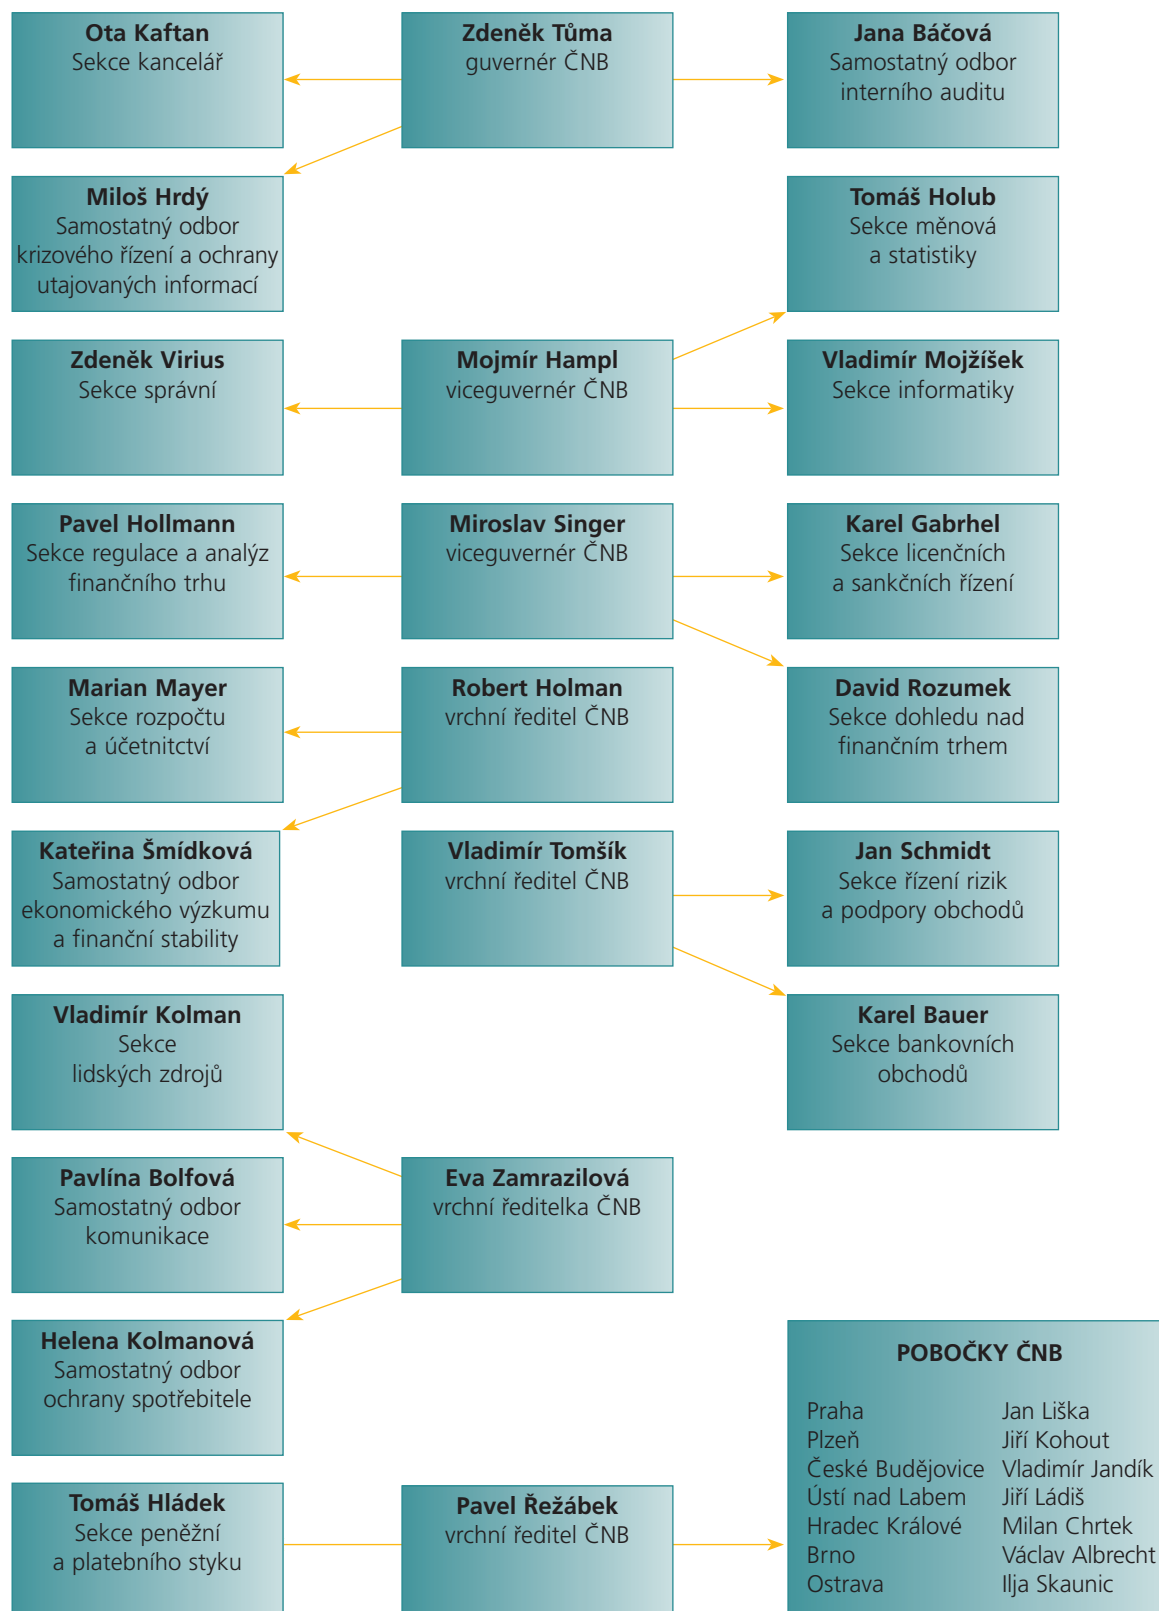 Ota Kaftan
Sekce kancelář
Zdeněk Tůma
guvernér ČNB
Jana Báčová
Samostatný odbor
interního auditu
Miloš Hrdý
Samostatný odbor
krizového řízení a ochrany
utajovaných informací
Tomáš Holub
Sekce měnová
a statistiky
Zdeněk Virius
Sekce správní
Mojmír Hampl
viceguvernér ČNB
Vladimír Mojžíšek
Sekce informatiky
Pavel Hollmann
Sekce regulace a analýz
finančního trhu
Miroslav Singer
viceguvernér ČNB
Karel Gabrhel
Sekce licenčních
a sankčních řízení
Marian Mayer
Sekce rozpočtu
a účetnitctví
Robert Holman
vrchní ředitel ČNB
David Rozumek
Sekce dohledu nad
finančním trhem
Kateřina Šmídková
Samostatný odbor
ekonomického výzkumu
a finanční stability
Vladimír Tomšík
vrchní ředitel ČNB
Jan Schmidt
Sekce řízení rizik
a podpory obchodů
Vladimír Kolman
Sekce
lidských zdrojů
Karel Bauer
Sekce bankovních
obchodů
Pavlína Bolfová
Samostatný odbor
komunikace
Eva Zamrazilová
vrchní ředitelka ČNB
Helena Kolmanová
Samostatný odbor
ochrany spotřebitele
Tomáš Hládek
Sekce peněžní
a platebního styku
Pavel Řežábek
vrchní ředitel ČNB
POBOČKY ČNB
Praha Jan Liška
Plzeň Jiří Kohout
České Budějovice Vladimír Jandík
Ústí nad Labem Jiří Ládiš
Hradec Králové Milan Chrtek
Brno Václav Albrecht
Ostrava Ilja Skaunic